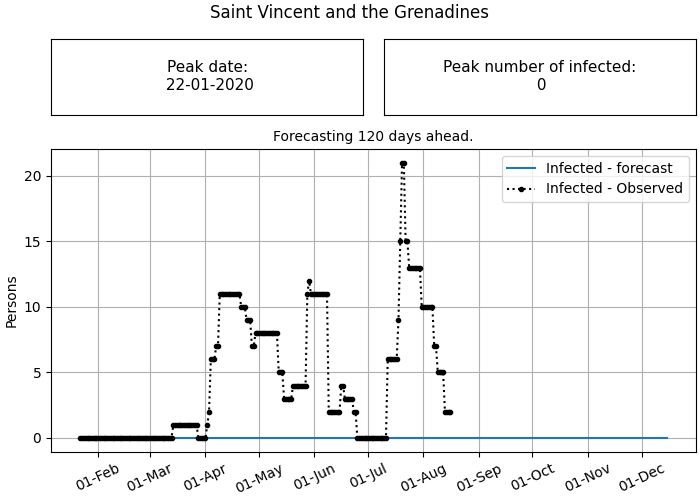 Saint Vincent and the Grenadines
Peak date:
22-01-2020
Peak number of infected:
0
Forecasting 120 days ahead.
Infected - forecast
Infected - Observed
Persons
20
15
10
5
0
01-Feb
01-Mar
01-Apr
01-May
01-Jun
01-Jul
01-Aug
01-Sep
01-Oct
01-Nov
01-Dec